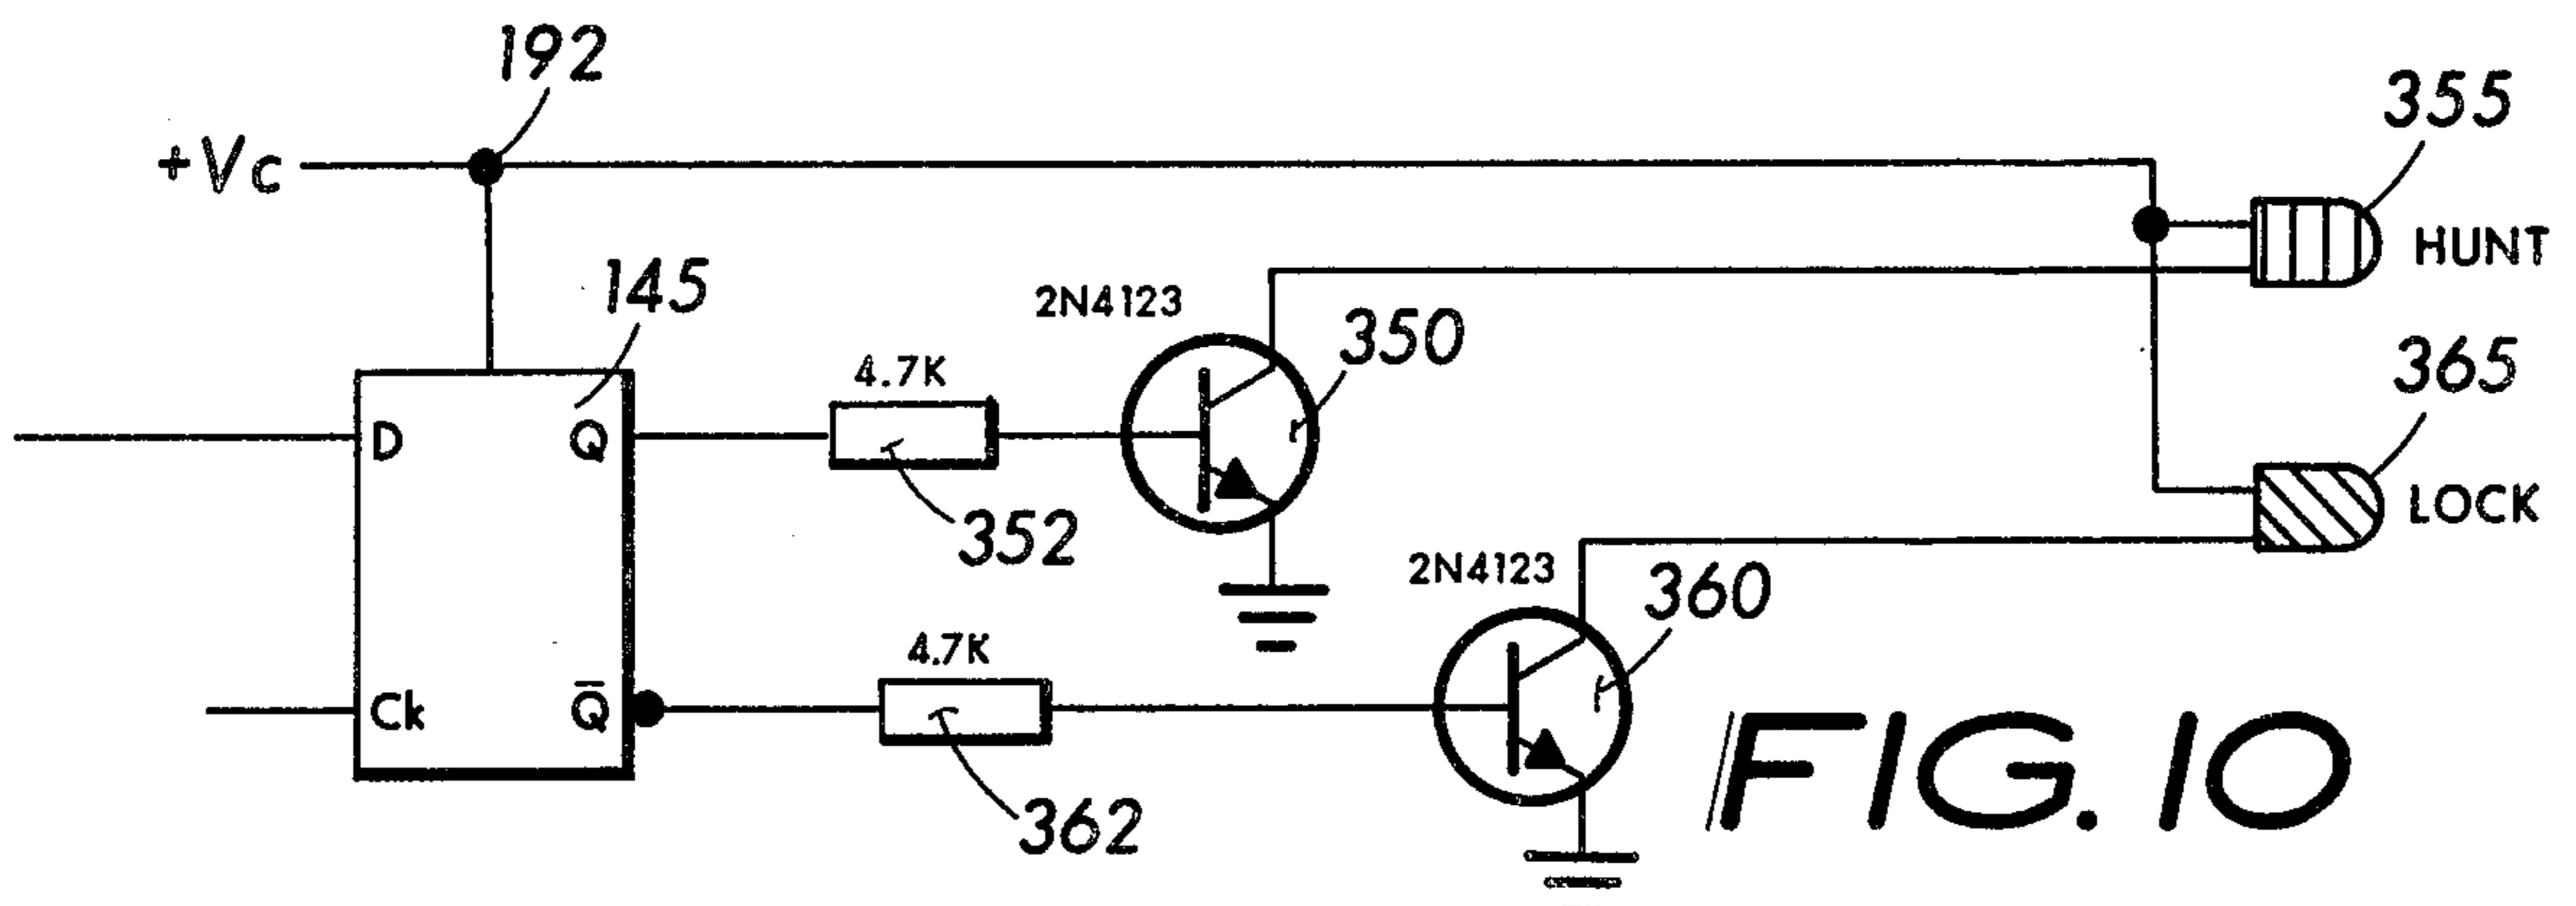 192
355
+Vc
HUNT
145
2N4123
350
365
4.7K
D
Q
LOCK
352
2N4123
360
4.7K
Ck
Q̅
362
FIG. 10